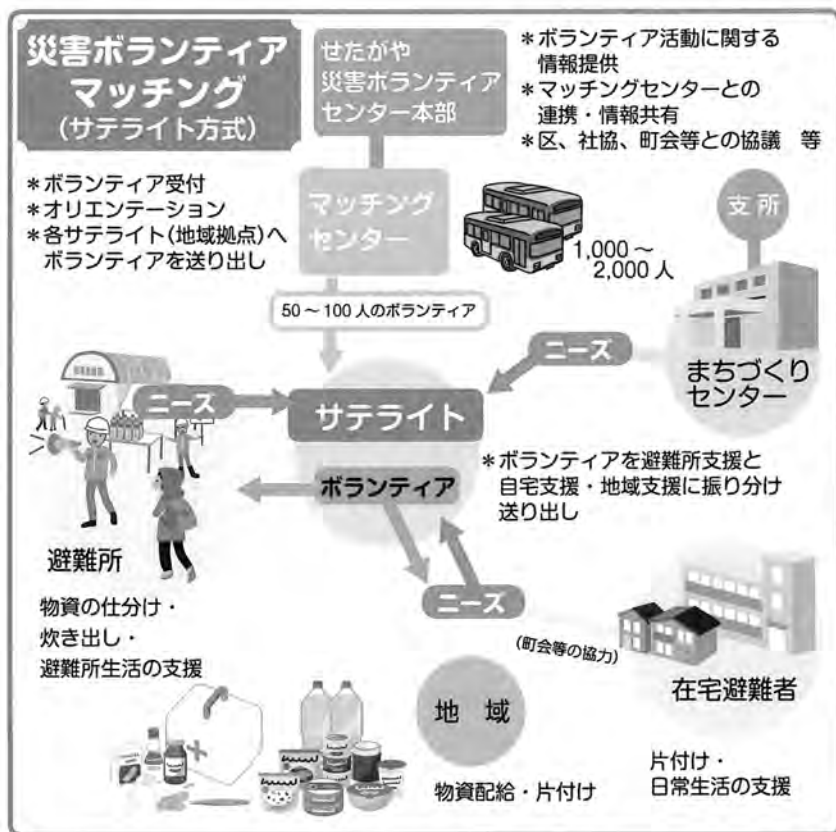 災害ボランティア
マッチング
(サテライト方式)
せたがや
災害ボランティア
センター本部
*ボランティア活動に関する
情報提供
*マッチングセンターとの
連携・情報共有
*区、社協、町会等との協議 等
*ボランティア受付
*オリエンテーション
*各サテライト(地域拠点)へ
ボランティアを送り出し
マッチング
センター
1,000～
2,000人
支所
50～100人のボランティア
ニーズ
まちづくり
センター
ニーズ
サテライト
ボランティア
*ボランティアを避難所支援と
自宅支援・地域支援に振り分け
送り出し
避難所
物資の仕分け・
炊き出し・
避難所生活の支援
ニーズ
(町会等の協力)
在宅避難者
地 域
物資配給・片付け
片付け・
日常生活の支援